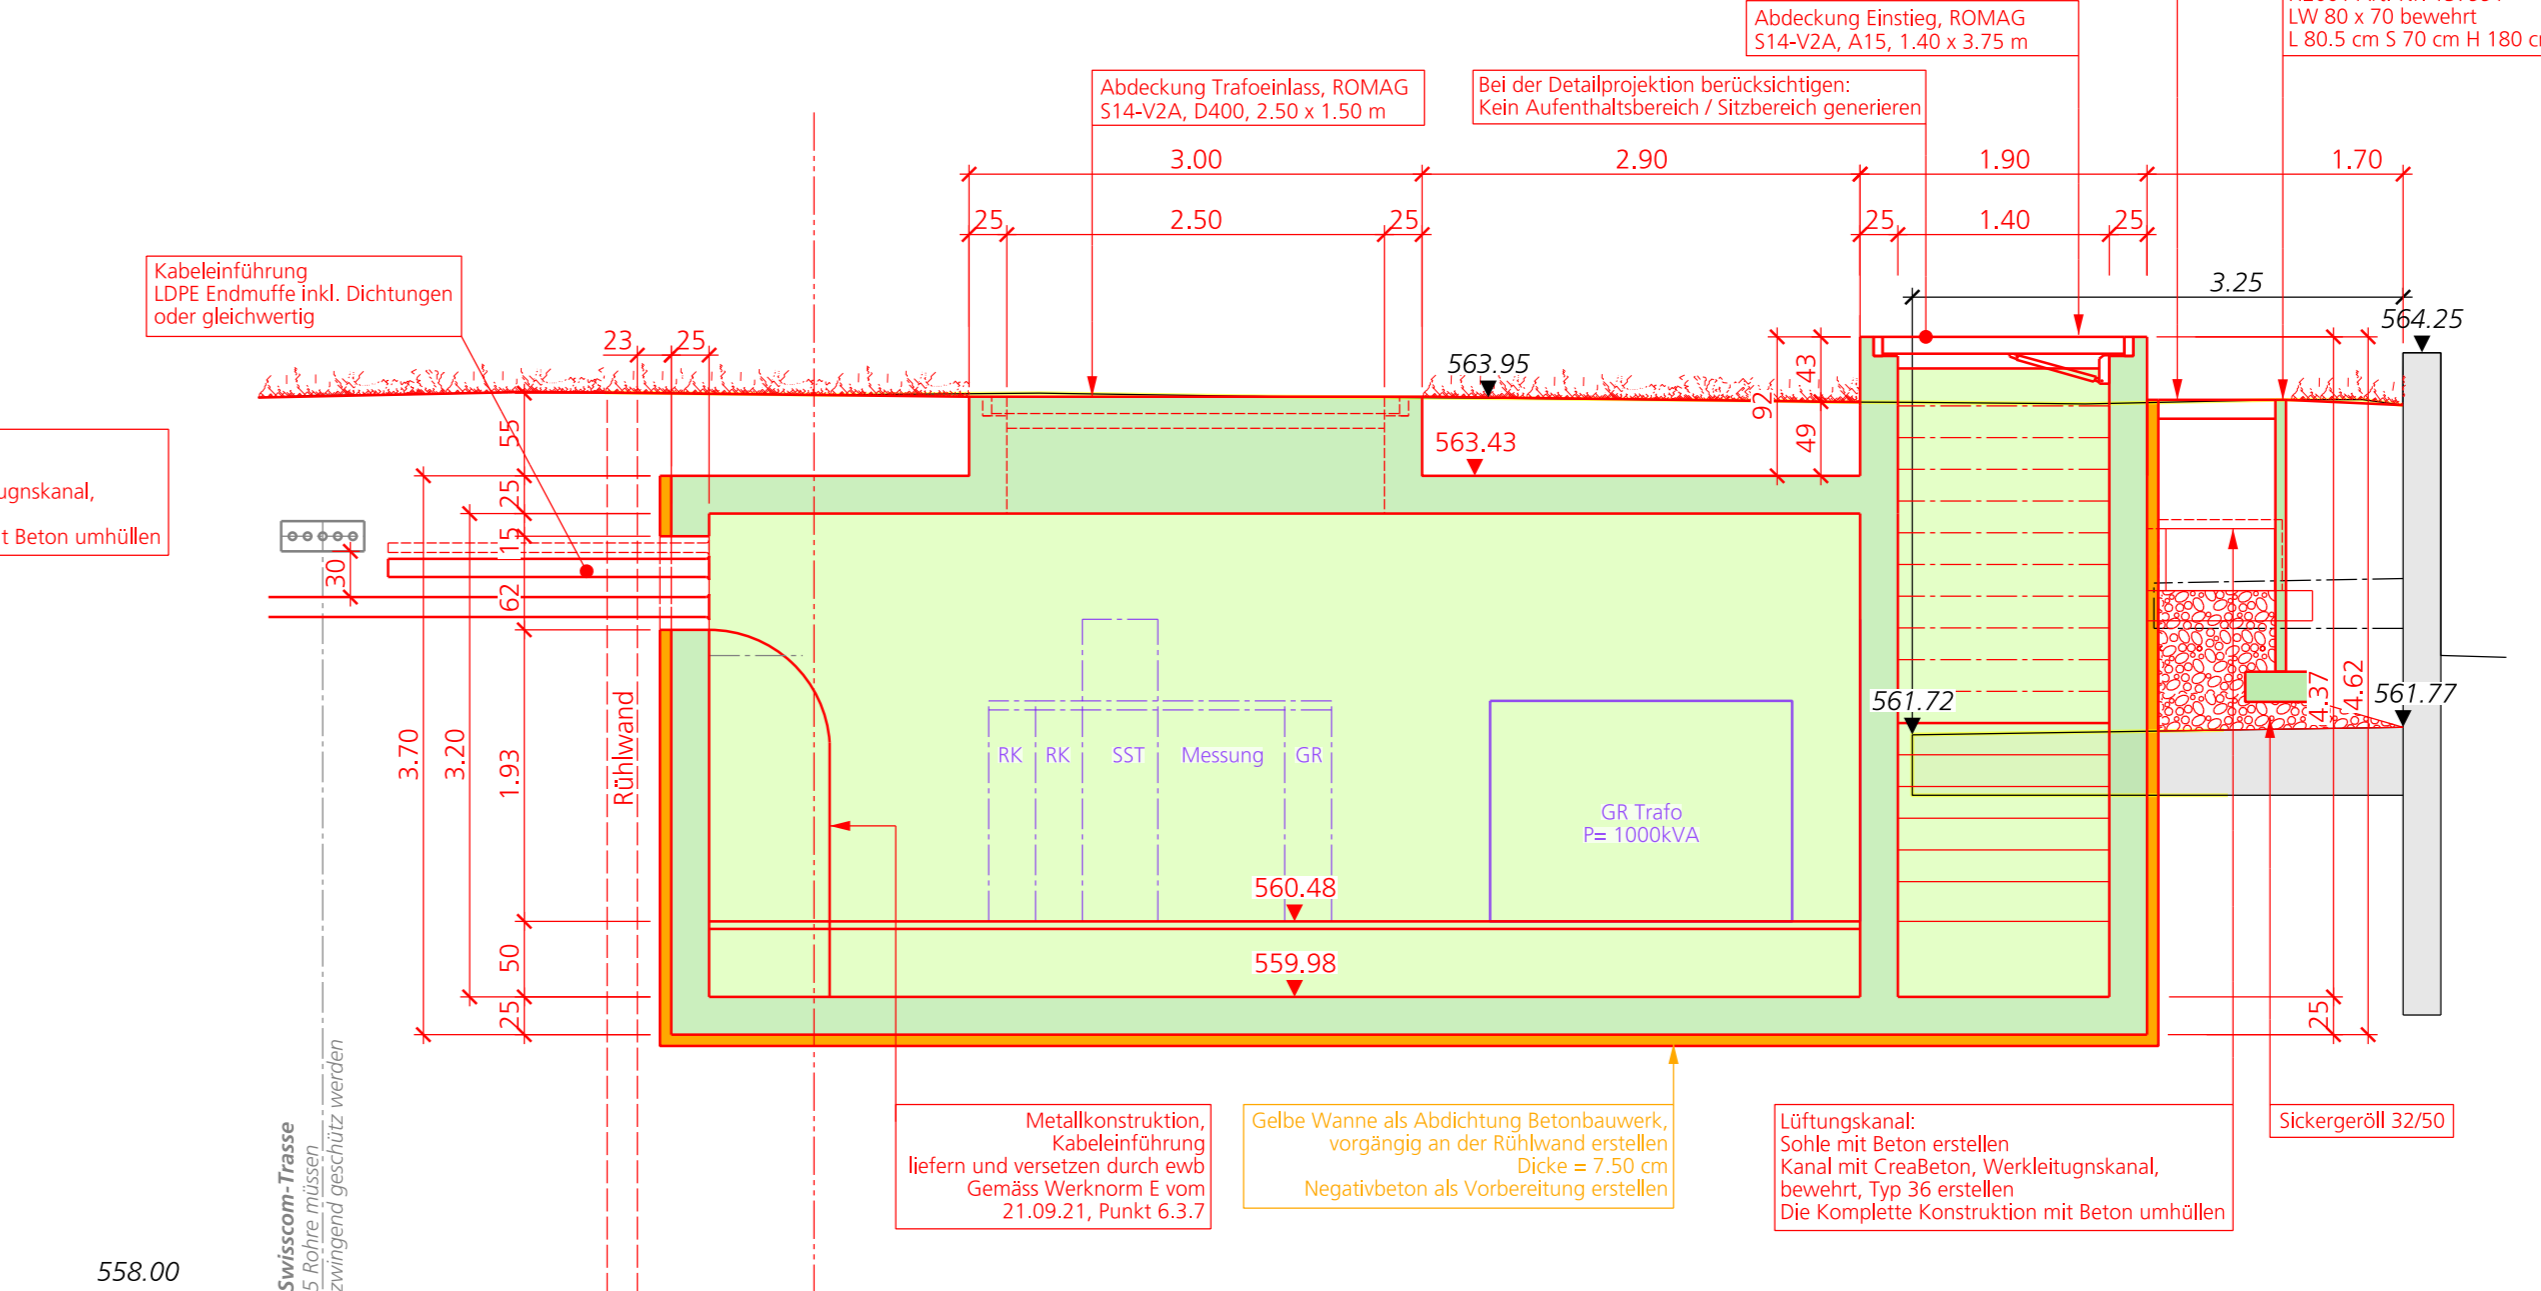 Abdeckung Einstieg, ROMAG
S14-V2A, A15, 1.40 x 3.75 m
LW 80 x 70 bewehrt
L 80.5 cm S 70 cm H 180
Abdeckung Trafoeinlass, ROMAG
S14-V2A, D400, 2.50 x 1.50 m
Bei der Detailprojektion berücksichtigen:
Kein Aufenthaltsbereich / Sitzbereich generieren
3.00
2.90
1.90
1.70
25
2.50
25
25
1.40
25
Kabeleinführung
LDPE Endmuffe inkl. Dichtungen
oder gleichwertig
3.25
564.25
23
25
563.95
43
92
49
55
563.43
25
15
30
62
ugnskanal,
t Beton umhüllen
Rühlwand
3.70
3.20
1.93
50
25
RK
RK
SST
Messung
GR
GR Trafo
P= 1000kVA
560.48
559.98
561.72
561.77
4.37
4.62
25
Swisscom-Trasse
5 Rohre müssen
zwingend geschütz werden
Metallkonstruktion,
Kabeleinführung
liefern und versetzen durch ewb
Gemäss Werknorm E vom
21.09.21, Punkt 6.3.7
Gelbe Wanne als Abdichtung Betonbauwerk,
vorgängig an der Rühlwand erstellen
Dicke = 7.50 cm
Negativbeton als Vorbereitung erstellen
Lüftungskanal:
Sohle mit Beton erstellen
Kanal mit CreaBeton, Werkleitugnskanal,
bewehrt, Typ 36 erstellen
Die Komplette Konstruktion mit Beton umhüllen
Sickergeröll 32/50
558.00